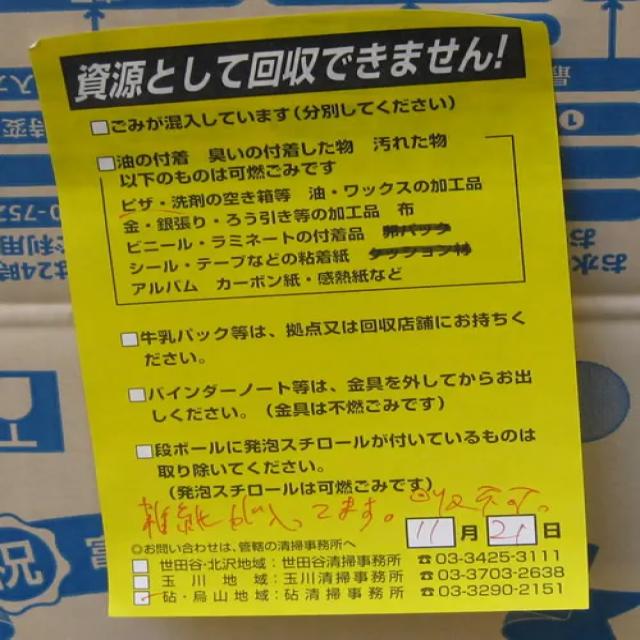 資源として回収できません!
□ごみが混入しています(分別してください)
□油の付着 臭いの付着した物 汚れた物
以下のものは可燃ごみです
ピザ・洗剤の空き箱等 油・ワックスの加工品
金・銀張り・ろう引き等の加工品 布
ビニール・ラミネートの付着品 卵パック
シール・テープなどの粘着紙 クッション材
アルバム カーボン紙・感熱紙など
□牛乳パック等は、拠点又は回収店舗にお持ちく
ださい。
□バインダーノート等は、金具を外してからお出
しください。(金具は不燃ごみです)
□段ボールに発泡スチロールが付いているものは
取り除いてください。
(発泡スチロールは可燃ごみです)
雑紙が入ってます。回収不可。
11月21日
◎お問い合わせは、管轄の清掃事務所へ
□世田谷・北沢地域:世田谷清掃事務所 ☎03-3425-3111
□玉川地域:玉川清掃事務所 ☎03-3703-2638
□砧・烏山地域:砧清掃事務所 ☎03-3290-2151
祝